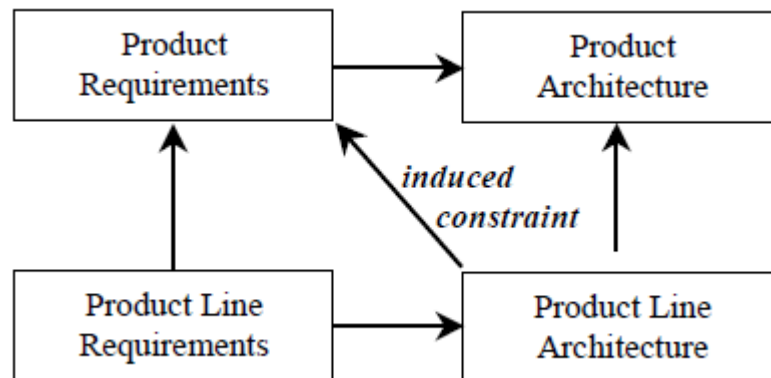 Product
Requirements
Product
Architecture
induced
constraint
Product Line
Requirements
Product Line
Architecture